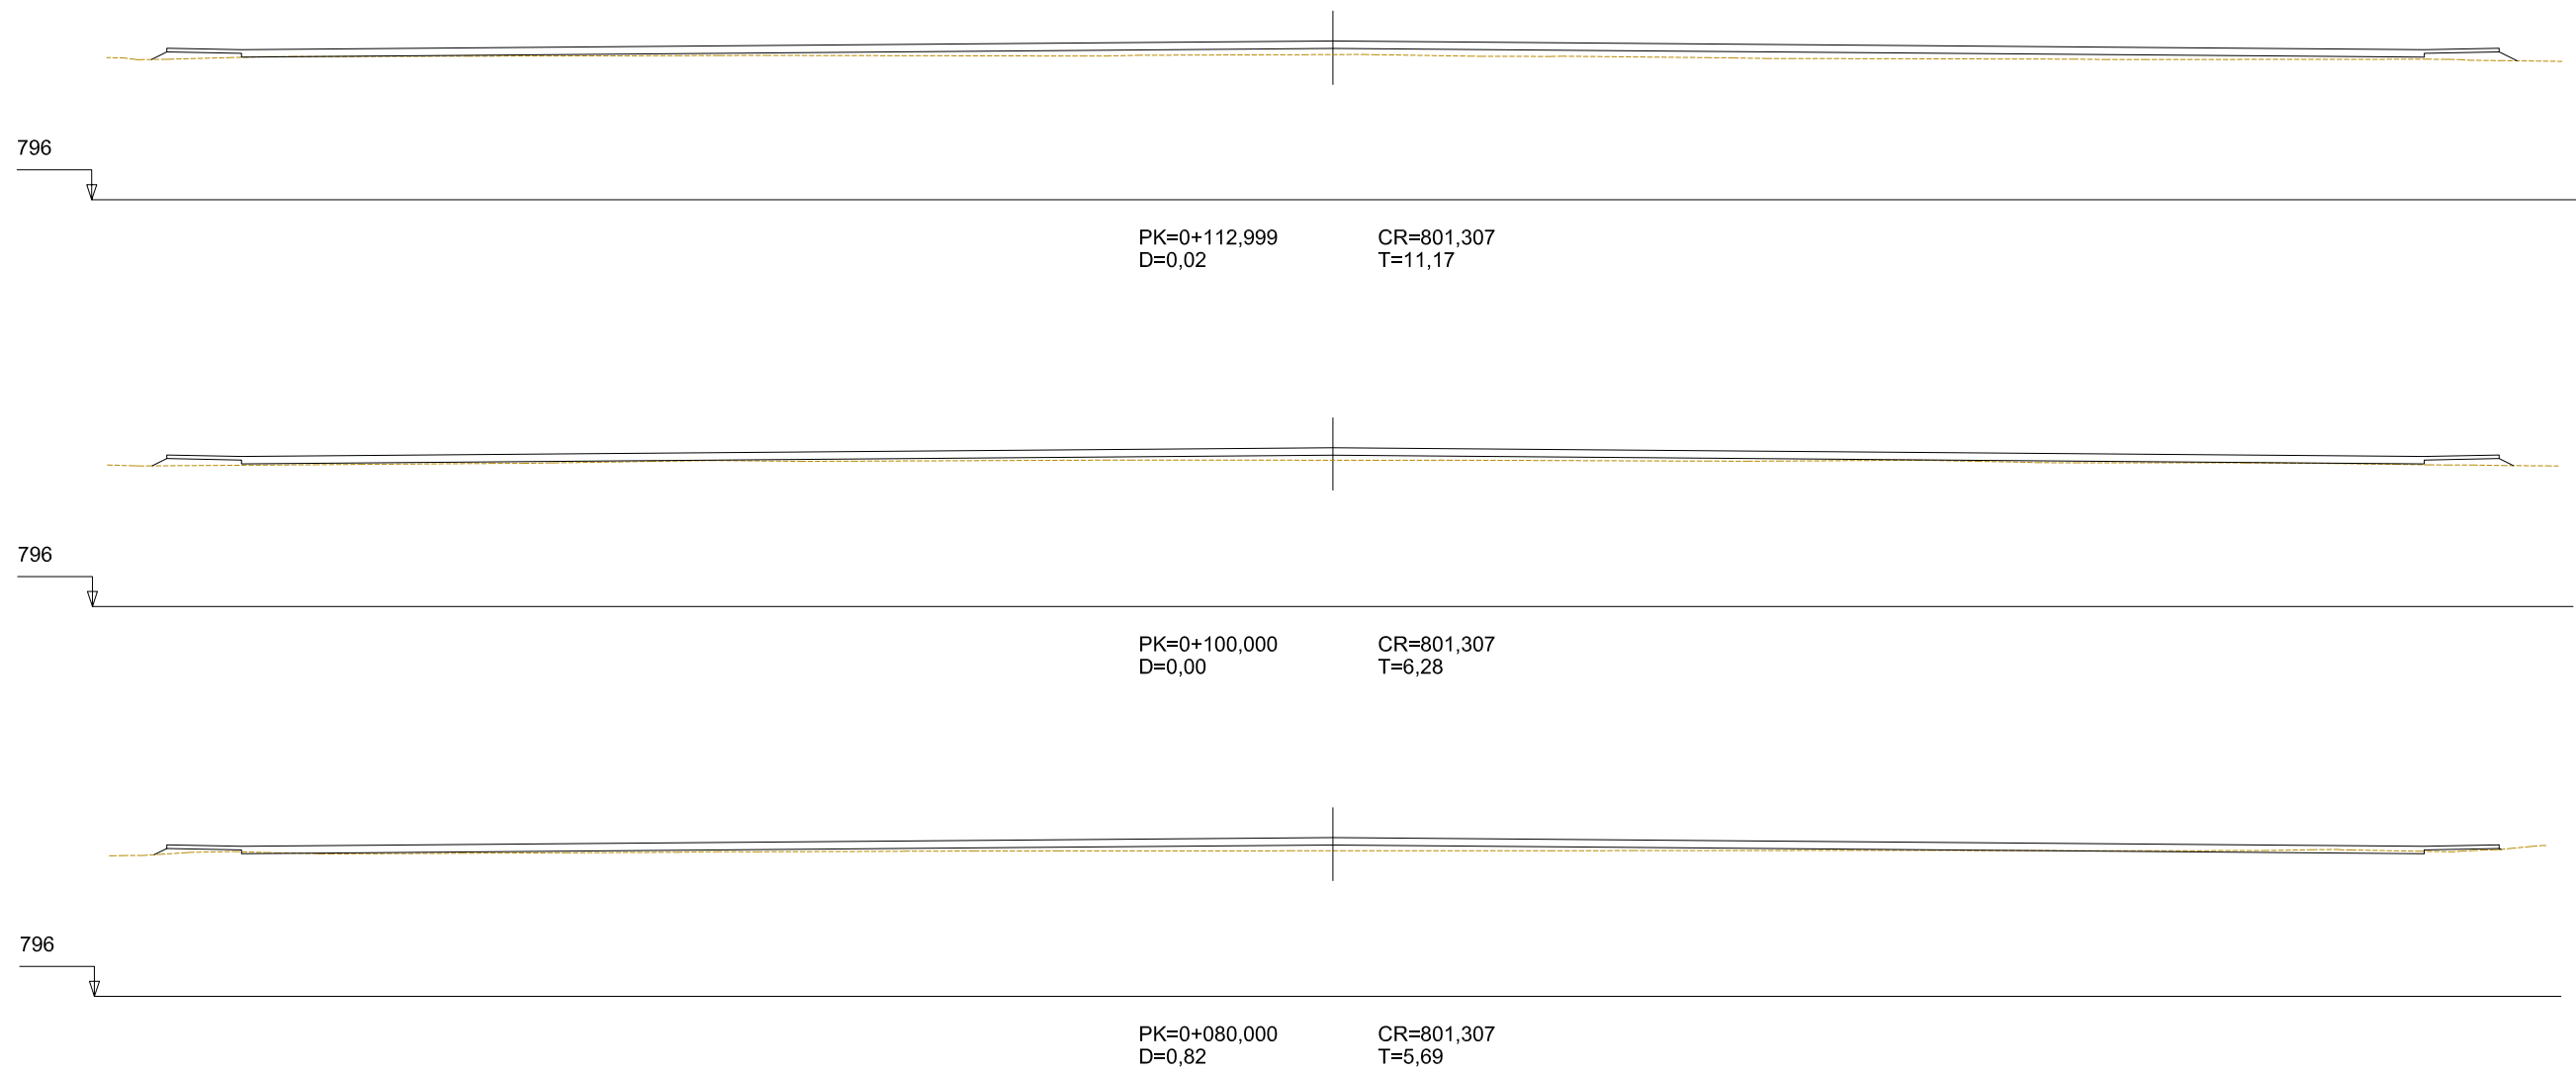 796
PK=0+112,999 CR=801,307
D=0,02 T=11,17
796
PK=0+100,000 CR=801,307
D=0,00 T=6,28
796
PK=0+080,000 CR=801,307
D=0,82 T=5,69